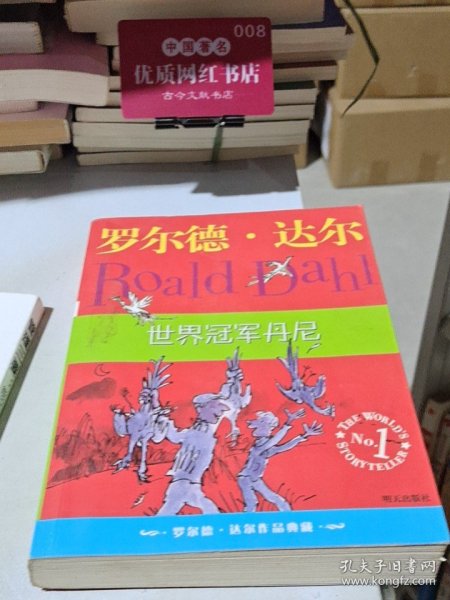 008
中国著名
优质网红书店
古今文献书店
罗尔德·达尔
Roald Dahl
世界冠军丹尼
THE WORLD'S
No.1
STORYTELLER
明天出版社
·罗尔德·达尔作品典藏·
孔夫子旧书网
www.kongfz.com